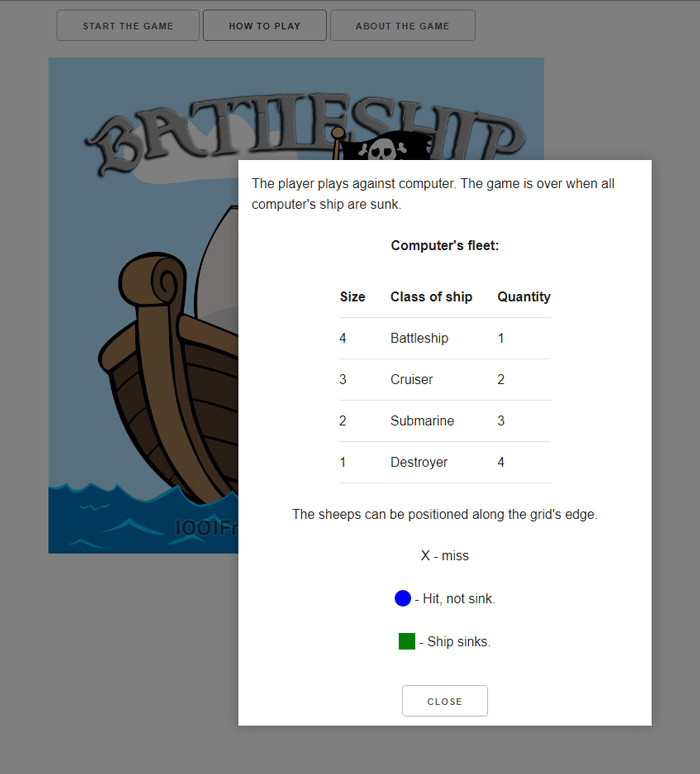 START THE GAME
HOW TO PLAY
ABOUT THE GAME
BATTLESHIP
The player plays against computer. The game is over when all
computer's ship are sunk.
Computer's fleet:
Size Class of ship Quantity
4 Battleship 1
3 Cruiser 2
2 Submarine 3
1 Destroyer 4
The sheeps can be positioned along the grid's edge.
X - miss
- Hit, not sink.
- Ship sinks.
CLOSE